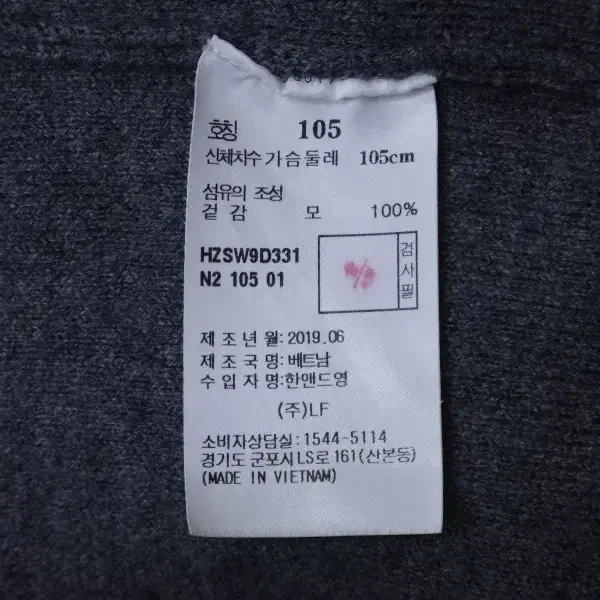 호칭 105
신체치수 가슴둘레 105cm
섬유의 조성
겉감 모 100%
HZSW9D331
N2 105 01
검사필
제조년월: 2019.06
제조국명: 베트남
수입자명: 한앤드영
(주)LF
소비자상담실: 1544-5114
경기도 군포시 LS로 161(산본동)
(MADE IN VIETNAM)